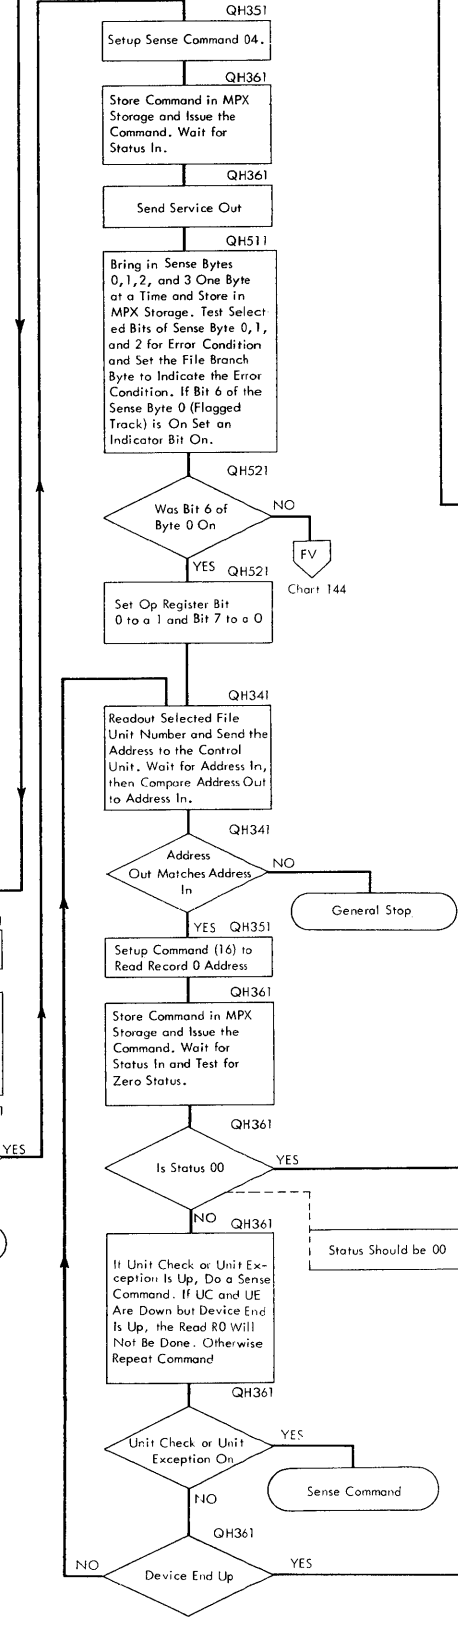 QH351
Setup Sense Command 04.
QH361
Store Command in MPX
Storage and Issue the
Command. Wait for
Status In.
QH361
Send Service Out
QH511
Bring in Sense Bytes
0,1,2, and 3 One Byte
at a Time and Store in
MPX Storage. Test Select
ed Bits of Sense Byte 0,1,
and 2 for Error Condition
and Set the File Branch
Byte to Indicate the Error
Condition. If Bit 6 of the
Sense Byte 0 (Flagged
Track) is On Set an
Indicator Bit On.
QH521
Was Bit 6 of
Byte 0 On
NO
FV
Chart 144
YES
QH521
Set Op Register Bit
0 to a 1 and Bit 7 to a O
QH341
Readout Selected File
Unit Number and Send the
Address to the Control
Unit. Wait for Address In,
then Compare Address Out
to Address In.
QH341
Address
Out Matches Address
In
NO
General Stop
YES
QH351
Setup Command (16) to
Read Record 0 Address
QH361
Store Command in MPX
Storage and Issue the
Command. Wait for
Status In and Test for
Zero Status.
QH361
YES
Is Status 00
YES
NO
Status Should be 00
QH361
If Unit Check or Unit Ex-
ception Is Up, Do a Sense
Command. If UC and UE
Are Down but Device End
Is Up, the Read R0 Will
Not Be Done. Otherwise
Repeat Command
QH361
Unit Check or Unit
Exception On
YES
Sense Command
NO
QH361
Device End Up
NO
YES